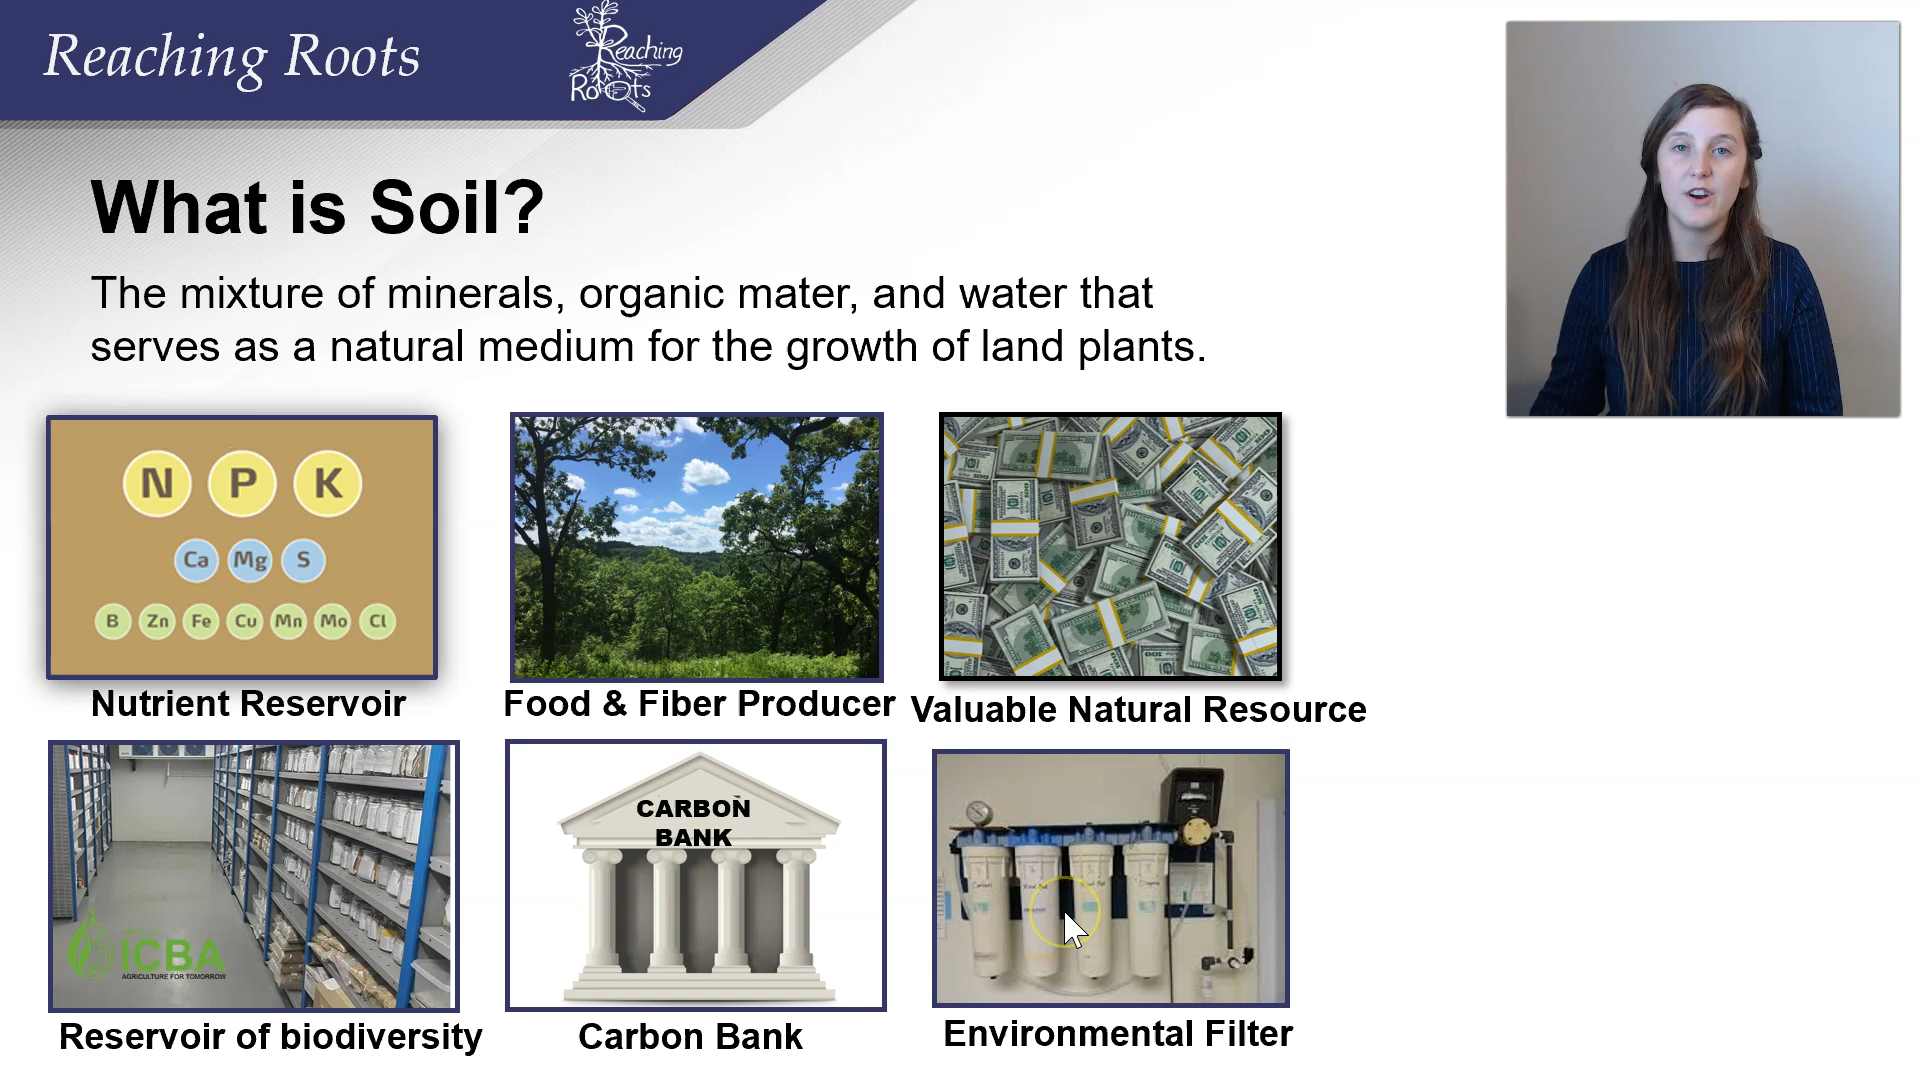 Reaching Roots
Reaching
Roots
What is Soil?
The mixture of minerals, organic mater, and water that
serves as a natural medium for the growth of land plants.
N P K
Ca Mg S
B Zn Fe Cu Mn Mo Cl
Nutrient Reservoir
Food & Fiber Producer
Valuable Natural Resource
ICBA
AGRICULTURE FOR TOMORROW
CARBON
BANK
Reservoir of biodiversity
Carbon Bank
Environmental Filter